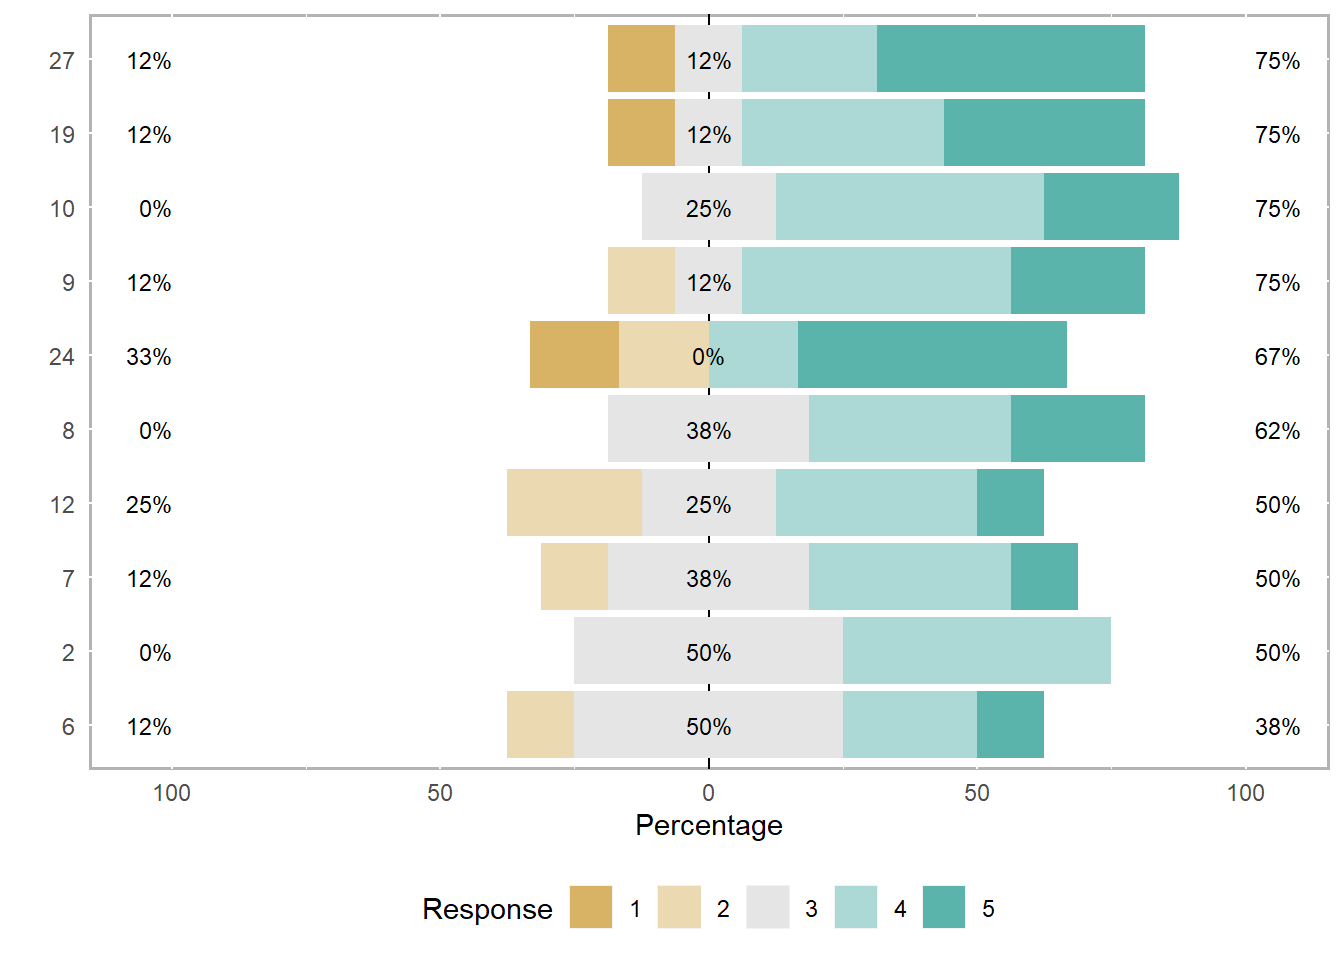 27 12% 12% 75%
19 12% 12% 75%
10 0% 25% 75%
9 12% 12% 75%
24 33% 0% 67%
8 0% 38% 62%
12 25% 25% 50%
7 12% 38% 50%
2 0% 50% 50%
6 12% 50% 38%
100 50 0 50 100
Percentage
Response 1 2 3 4 5